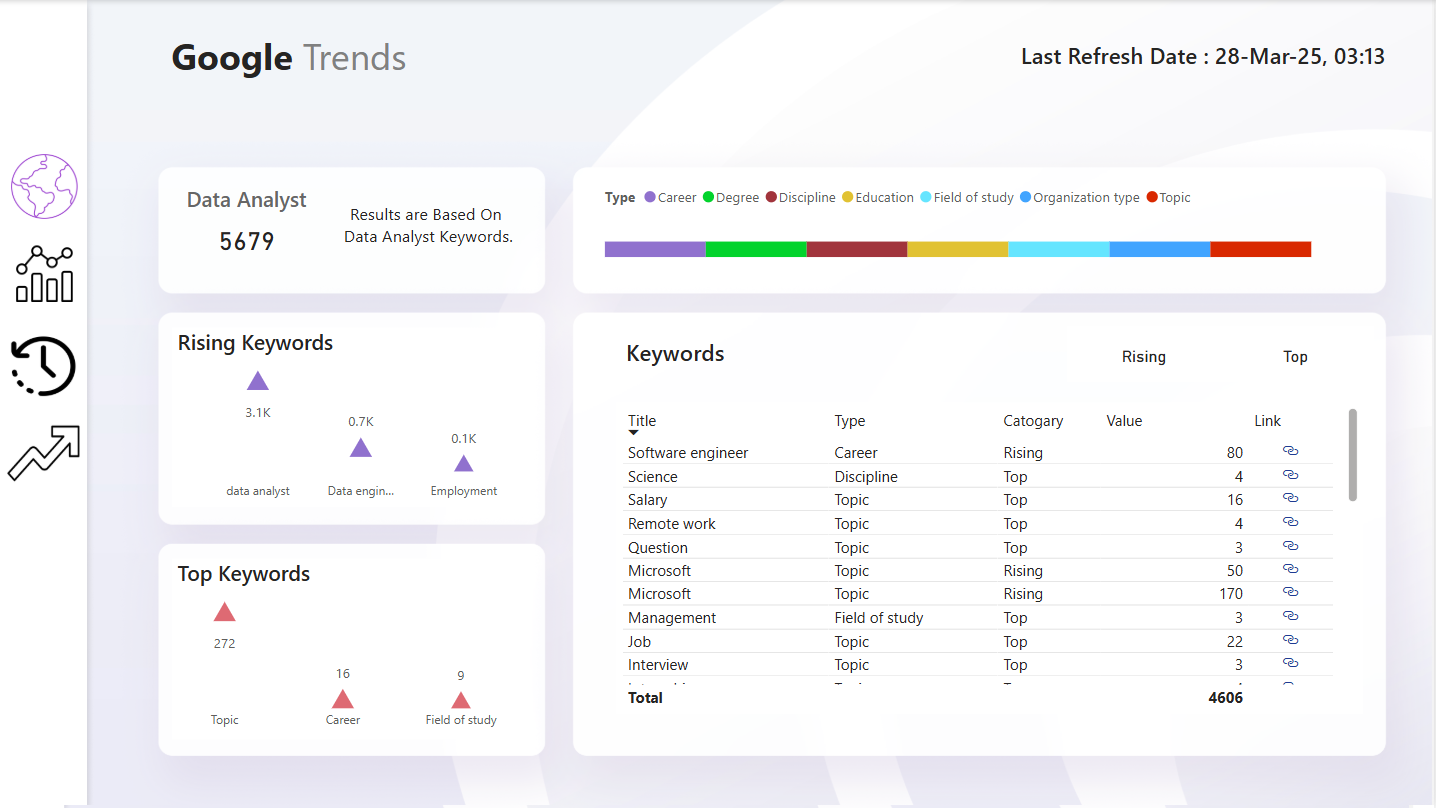 Google Trends
Last Refresh Date : 28-Mar-25, 03:13
Data Analyst
5679
Results are Based On
Data Analyst Keywords.
Type Career Degree Discipline Education Field of study Organization type Topic
Rising Keywords
3.1K
0.7K
0.1K
data analyst Data engin... Employment
Top Keywords
272
16
9
Topic Career Field of study
Keywords
Rising Top
Title Type Catogary Value Link
Software engineer Career Rising 80
Science Discipline Top 4
Salary Topic Top 16
Remote work Topic Top 4
Question Topic Top 3
Microsoft Topic Rising 50
Microsoft Topic Rising 170
Management Field of study Top 3
Job Topic Top 22
Interview Topic Top 3
Total 4606